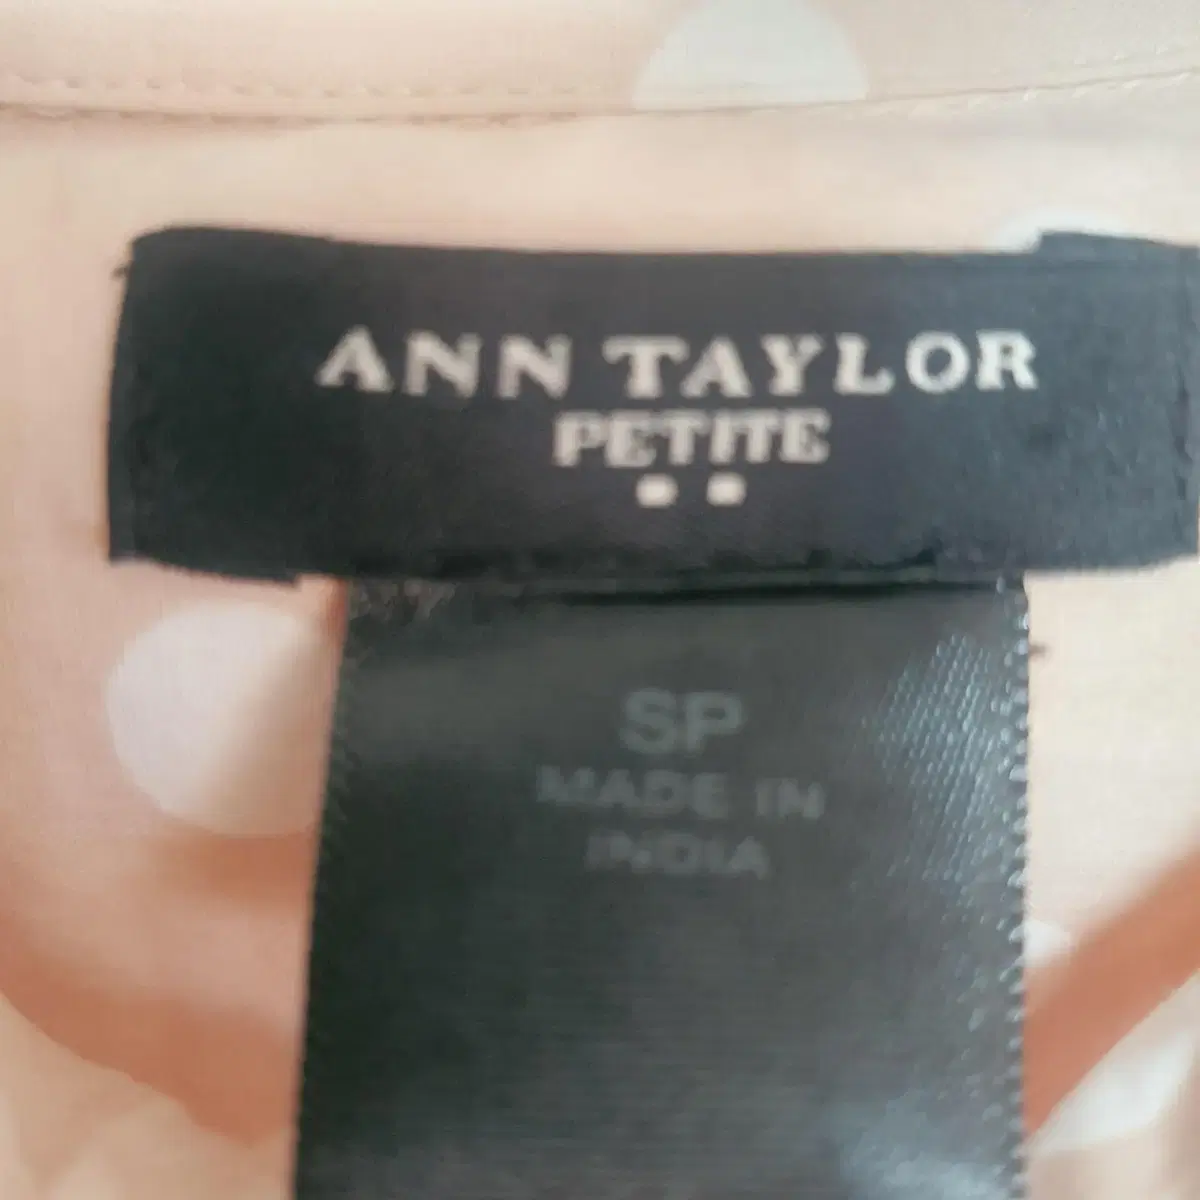 ANN TAYLOR
PETITE
SP
MADE IN
INDIA